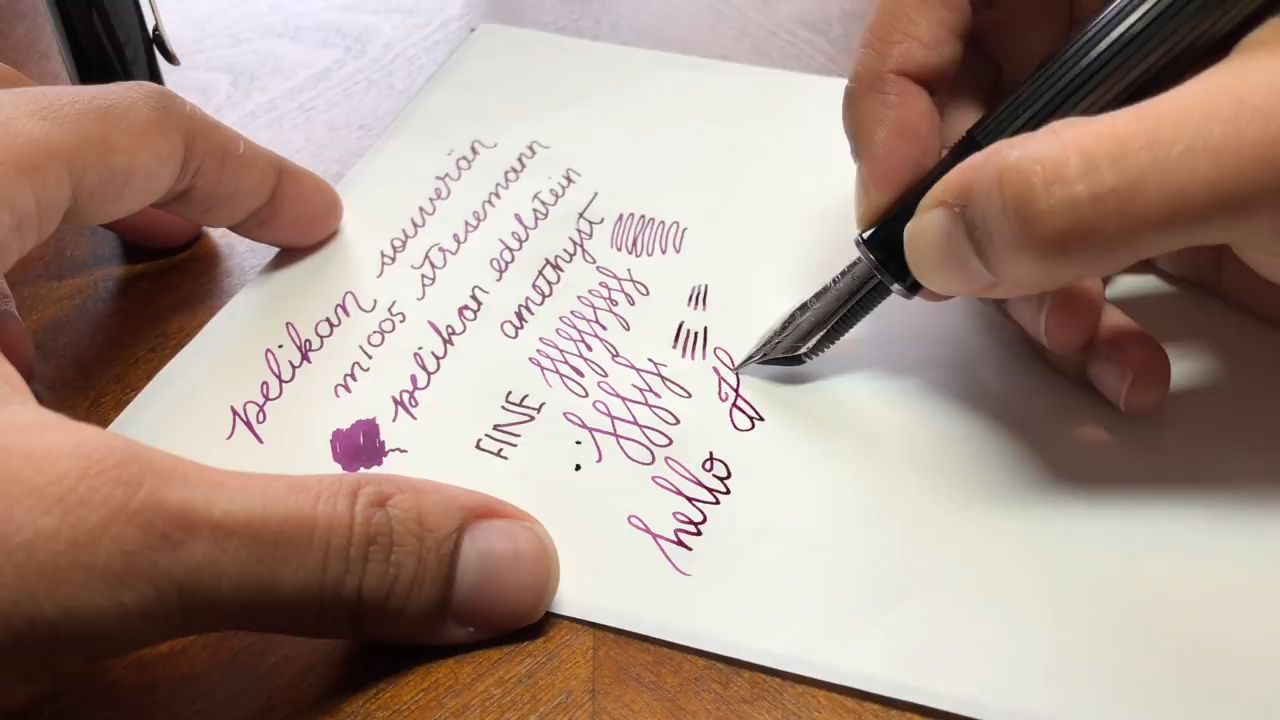 pelikan souverän
m1005 stresemann
pelikan edelstein
amethyst
FINE
hello